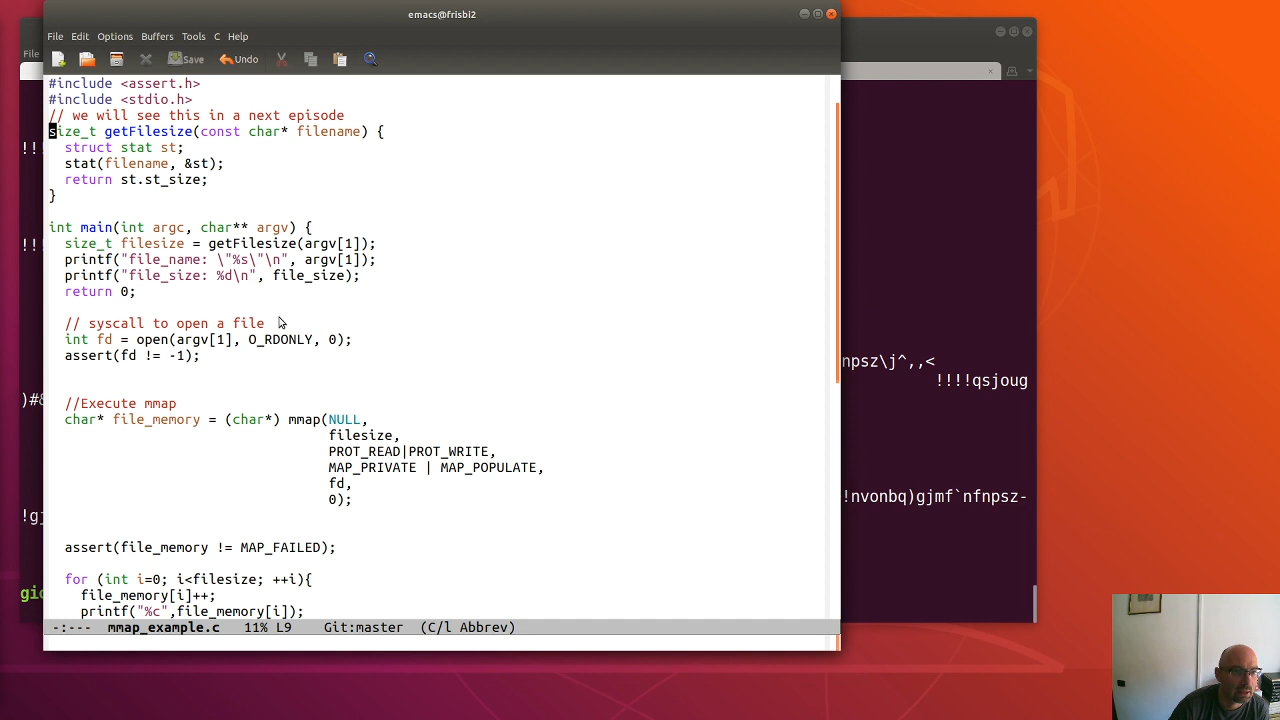 emacs@frisbi2
File Edit Options Buffers Tools C Help
Save Undo
File
#include <assert.h>
#include <stdio.h>
// we will see this in a next episode
size_t getFilesize(const char* filename) {
!!!
struct stat st;
stat(filename, &st);
return st.st_size;
}
int main(int argc, char** argv) {
!!!
size_t filesize = getFilesize(argv[1]);
printf("file_name: \"%s\"\n", argv[1]);
printf("file_size: %d\n", file_size);
return 0;
// syscall to open a file
int fd = open(argv[1], O_RDONLY, 0);
assert(fd != -1);
npsz\j^,,<
!!!!qsjoug
)#&
//Execute mmap
char* file_memory = (char*) mmap(NULL,
filesize,
PROT_READ|PROT_WRITE,
MAP_PRIVATE | MAP_POPULATE,
fd,
0);
!nvonbq)gjmf`nfnpsz-
!gj
assert(file_memory != MAP_FAILED);
for (int i=0; i<filesize; ++i){
file_memory[i]++;
gio
printf("%c",file_memory[i]);
-:--- mmap_example.c 11% L9 Git:master (C/l Abbrev)